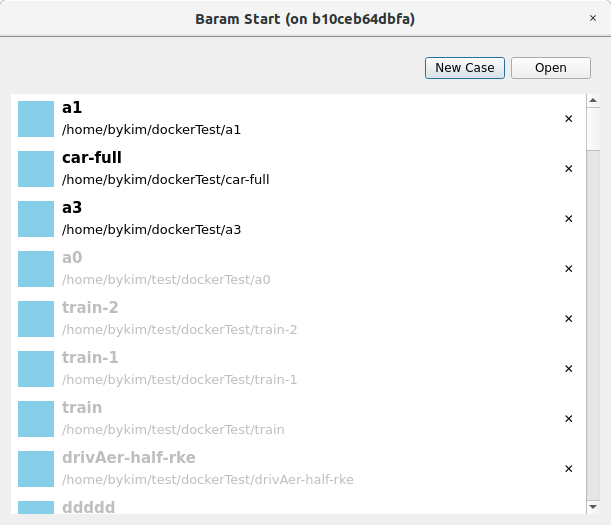 Baram Start (on b10ceb64dbfa)
New Case
Open
a1
/home/bykim/dockerTest/a1
car-full
/home/bykim/dockerTest/car-full
a3
/home/bykim/dockerTest/a3
a0
/home/bykim/test/dockerTest/a0
train-2
/home/bykim/test/dockerTest/train-2
train-1
/home/bykim/test/dockerTest/train-1
train
/home/bykim/test/dockerTest/train
drivAer-half-rke
/home/bykim/test/dockerTest/drivAer-half-rke
ddddd